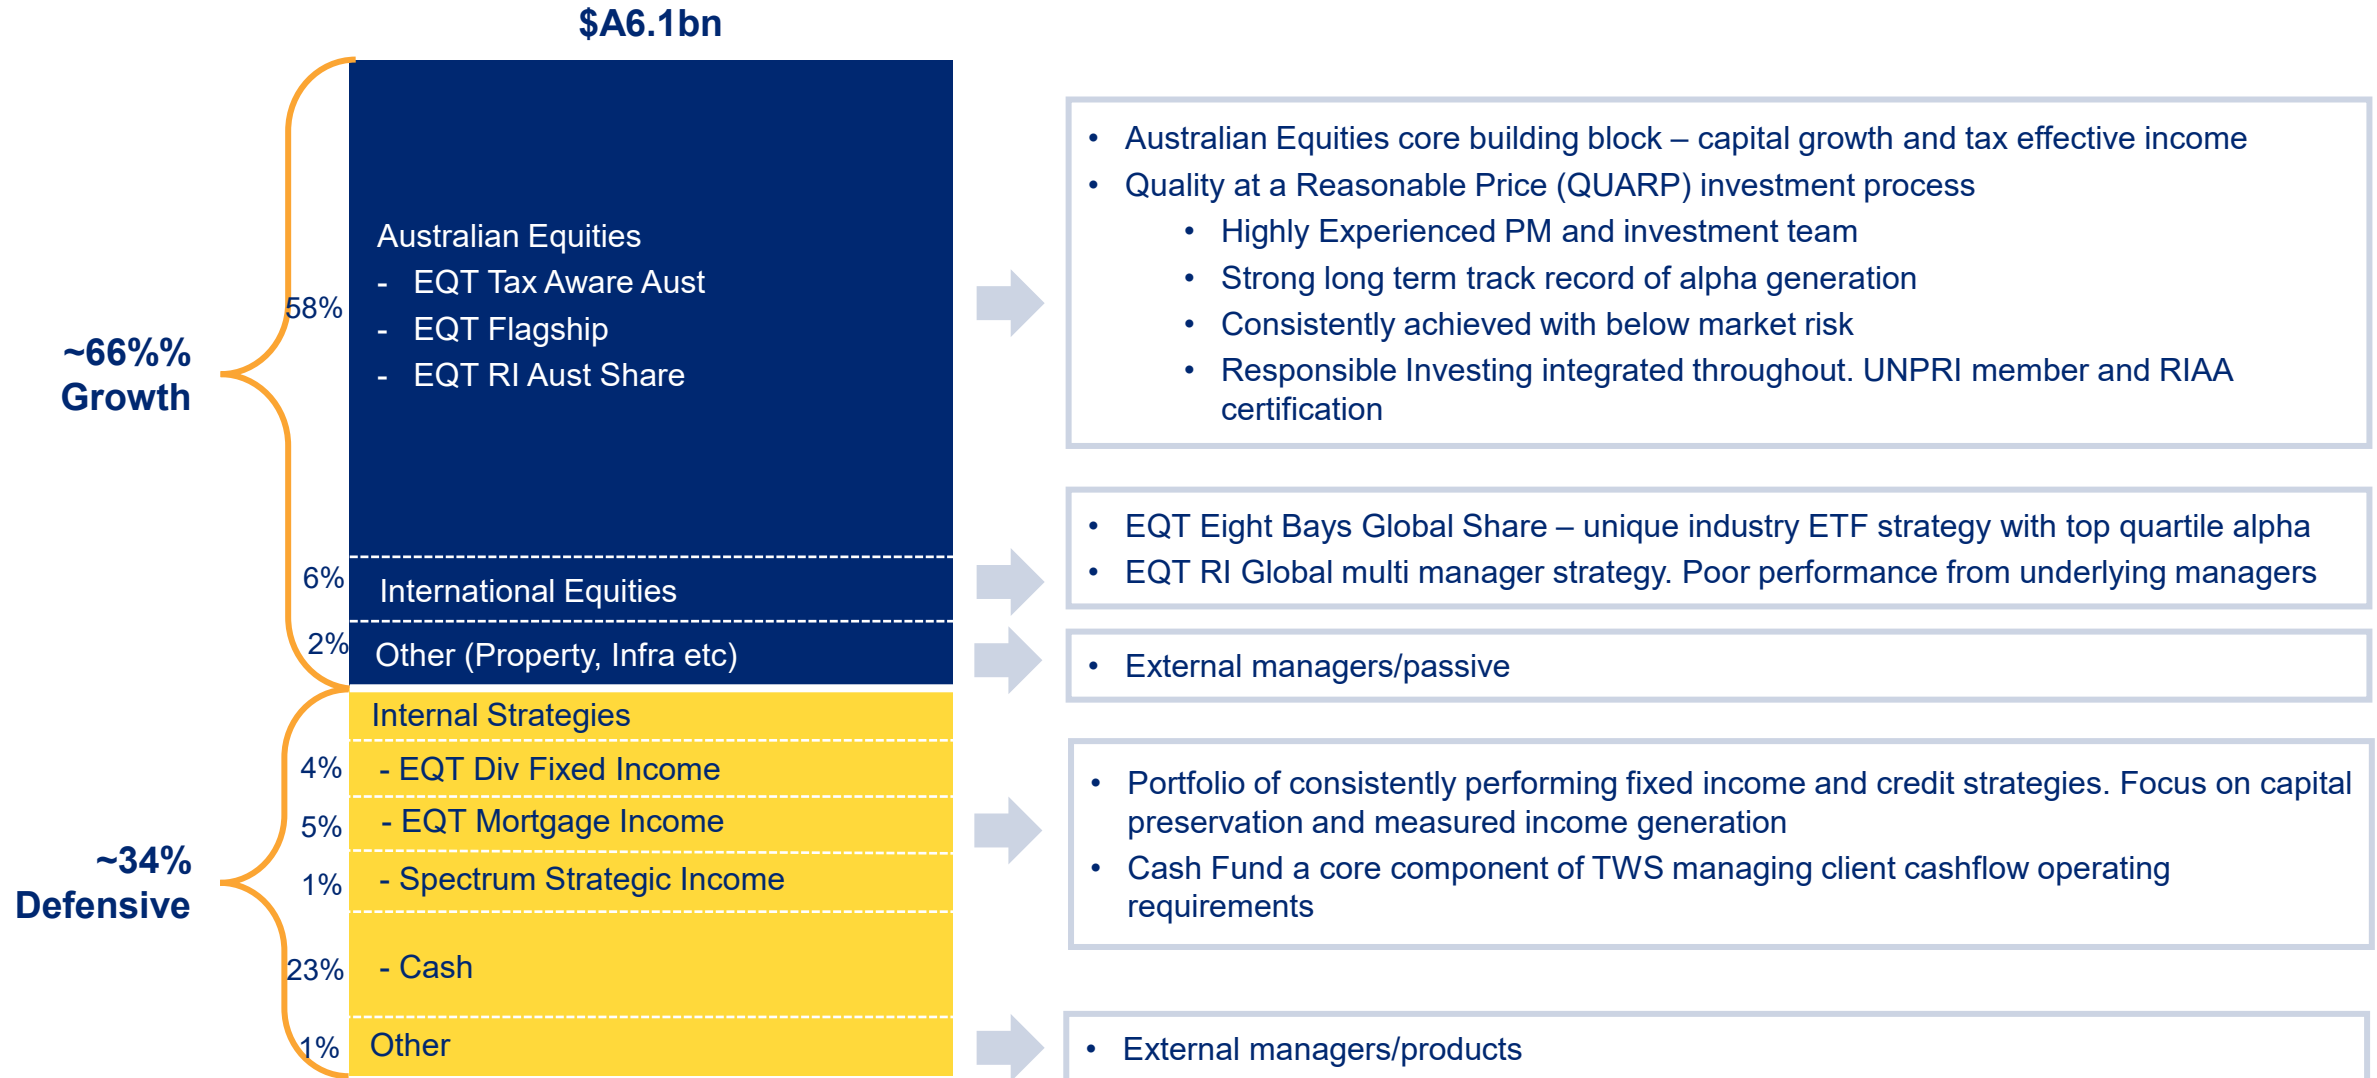 $A6.1bn
~66%%
Growth
58%
Australian Equities
- EQT Tax Aware Aust
- EQT Flagship
- EQT RI Aust Share
• Australian Equities core building block – capital growth and tax effective income
• Quality at a Reasonable Price (QUARP) investment process
• Highly Experienced PM and investment team
• Strong long term track record of alpha generation
• Consistently achieved with below market risk
• Responsible Investing integrated throughout. UNPRI member and RIAA
certification
6%
International Equities
• EQT Eight Bays Global Share – unique industry ETF strategy with top quartile alpha
• EQT RI Global multi manager strategy. Poor performance from underlying managers
2%
Other (Property, Infra etc)
• External managers/passive
~34%
Defensive
Internal Strategies
4%
- EQT Div Fixed Income
5%
- EQT Mortgage Income
1%
- Spectrum Strategic Income
23%
- Cash
• Portfolio of consistently performing fixed income and credit strategies. Focus on capital
preservation and measured income generation
• Cash Fund a core component of TWS managing client cashflow operating
requirements
1%
Other
• External managers/products